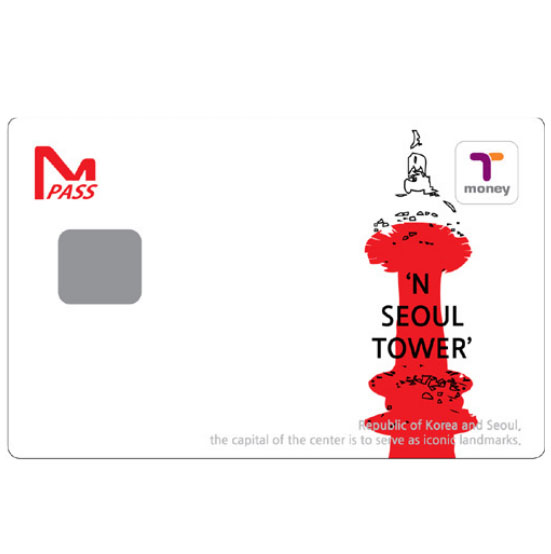 M
PASS
T
money
‘N
SEOUL
TOWER’
Republic of Korea and Seoul,
the capital of the center is to serve as iconic landmarks.